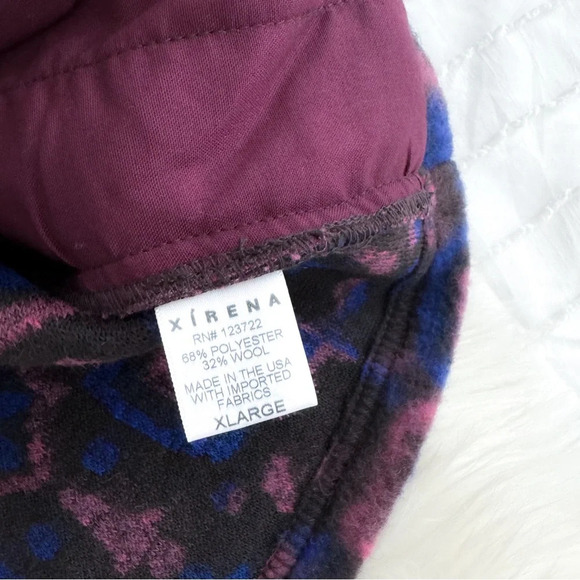 XÍRENA
RN# 123722
68% POLYESTER
32% WOOL
MADE IN THE USA
WITH IMPORTED
FABRICS
XLARGE